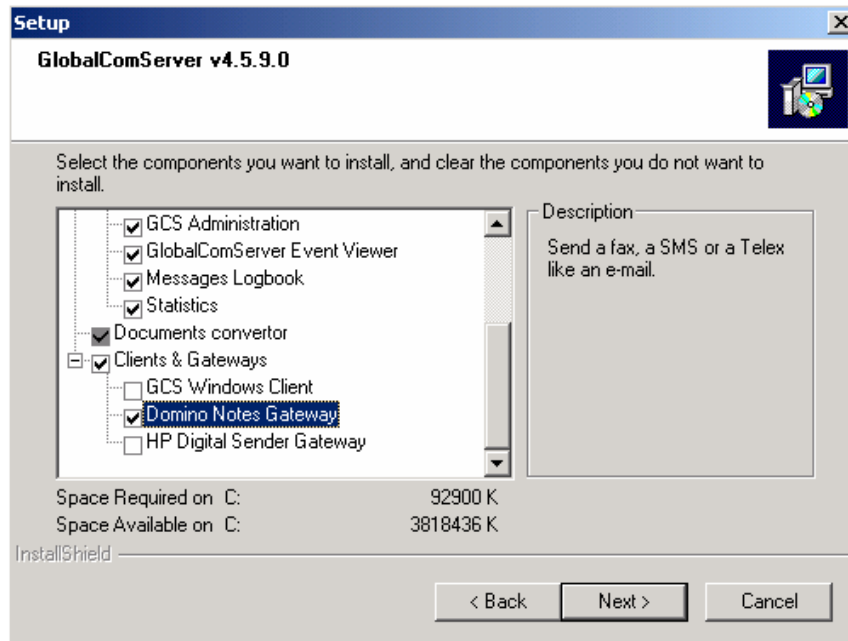 Setup
GlobalComServer v4.5.9.0
Select the components you want to install, and clear the components you do not want to
install.
GCS Administration
GlobalComServer Event Viewer
Messages Logbook
Statistics
Documents convertor
Clients & Gateways
GCS Windows Client
Domino Notes Gateway
HP Digital Sender Gateway
Description
Send a fax, a SMS or a Telex
like an e-mail.
Space Required on C: 92900 K
Space Available on C: 3818436 K
InstallShield
< Back Next > Cancel